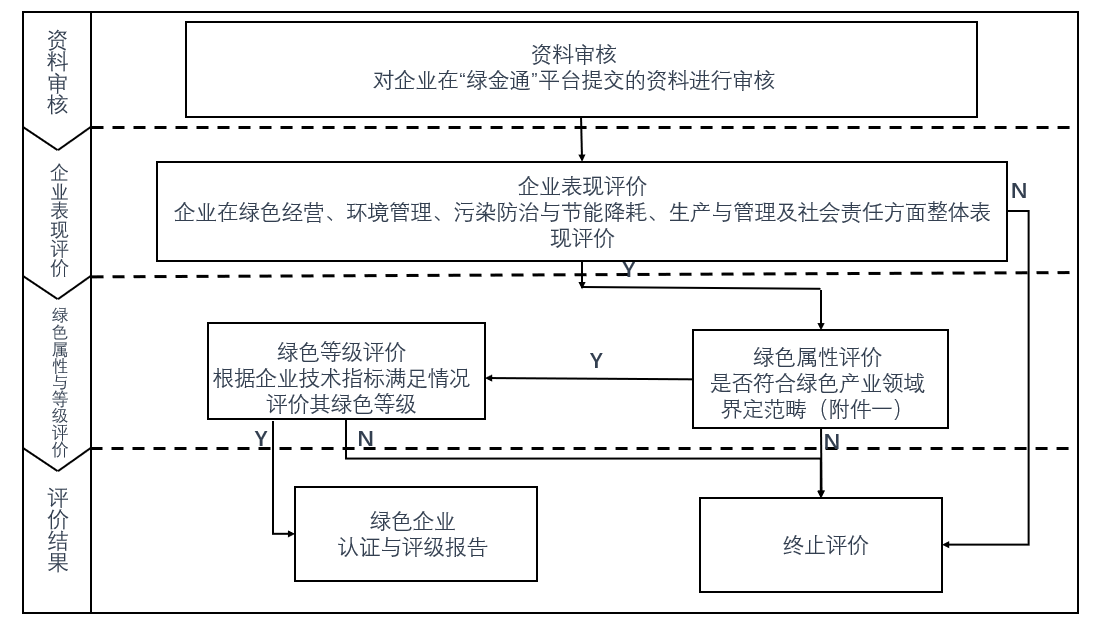 资料审核
资料审核
对企业在“绿金通”平台提交的资料进行审核
企业表现评价
企业表现评价
企业在绿色经营、环境管理、污染防治与节能降耗、生产与管理及社会责任方面整体表
现评价
N
Y
绿色属性与等级评价
绿色等级评价
根据企业技术指标满足情况
评价其绿色等级
Y
绿色属性评价
是否符合绿色产业领域
界定范畴（附件一）
Y
N
N
评价结果
绿色企业
认证与评级报告
终止评价